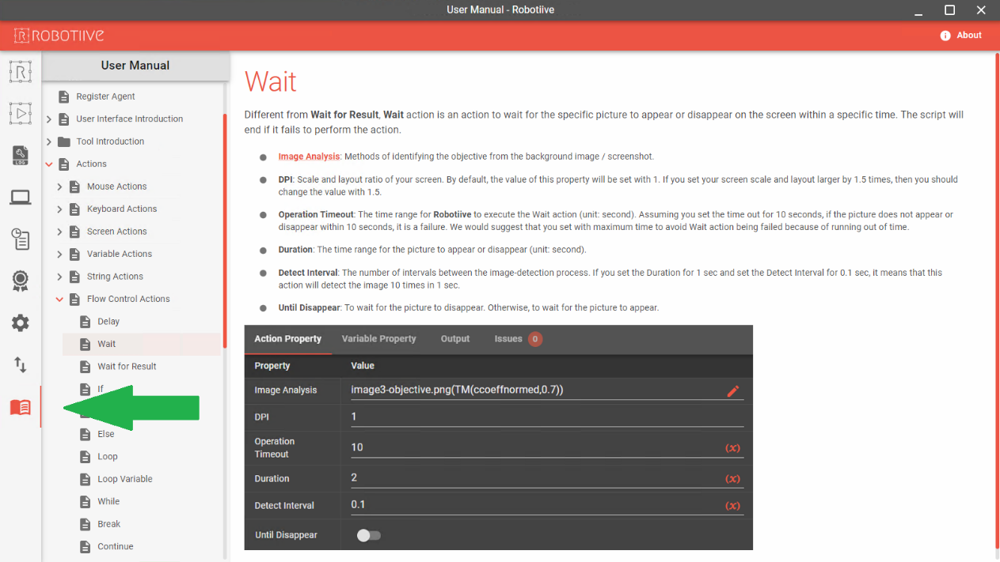 User Manual - Robotiive
ROBOTIIVE
About
LOG
User Manual
Register Agent
User Interface Introduction
Tool Introduction
Actions
Mouse Actions
Keyboard Actions
Screen Actions
Variable Actions
String Actions
Flow Control Actions
Delay
Wait
Wait for Result
If
Else
Loop
Loop Variable
While
Break
Continue
Wait
Different from Wait for Result, Wait action is an action to wait for the specific picture to appear or disappear on the screen within a specific time. The script will
end if it fails to perform the action.
Image Analysis: Methods of identifying the objective from the background image / screenshot.
DPI: Scale and layout ratio of your screen. By default, the value of this property will be set with 1. If you set your screen scale and layout larger by 1.5 times, then you should
change the value with 1.5.
Operation Timeout: The time range for Robotiive to execute the Wait action (unit: second). Assuming you set the time out for 10 seconds, if the picture does not appear or
disappear within 10 seconds, it is a failure. We would suggest that you set with maximum time to avoid Wait action being failed because of running out of time.
Duration: The time range for the picture to appear or disappear (unit: second).
Detect Interval: The number of intervals between the image-detection process. If you set the Duration for 1 sec and set the Detect Interval for 0.1 sec, it means that this
action will detect the image 10 times in 1 sec.
Until Disappear: To wait for the picture to disappear. Otherwise, to wait for the picture to appear.
Action Property Variable Property Output Issues 0
Property Value
Image Analysis image3-objective.png(TM(ccoeffnormed,0.7))
DPI 1
Operation
Timeout 10 (x)
Duration 2 (x)
Detect Interval 0.1 (x)
Until Disappear